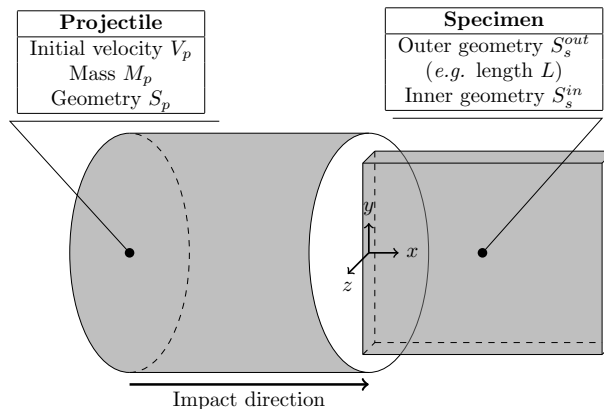 Projectile
Initial velocity $V_p$
Mass $M_p$
Geometry $S_p$
Specimen
Outer geometry $S_s^{out}$
(e.g. length $L$)
Inner geometry $S_s^{in}$
y
x
z
Impact direction